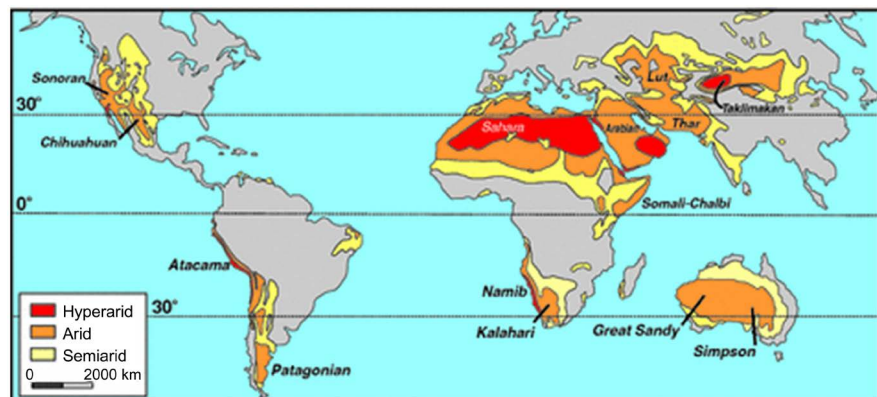 Sonoran
Lut
30°
Taklimakan
Chihuahuan
Sahara
Arabian
Thar
0°
Somali-Chalbi
Atacama
Namib
Hyperarid
Arid
30°
Kalahari
Great Sandy
Semiarid
Simpson
0 2000 km
Patagonian